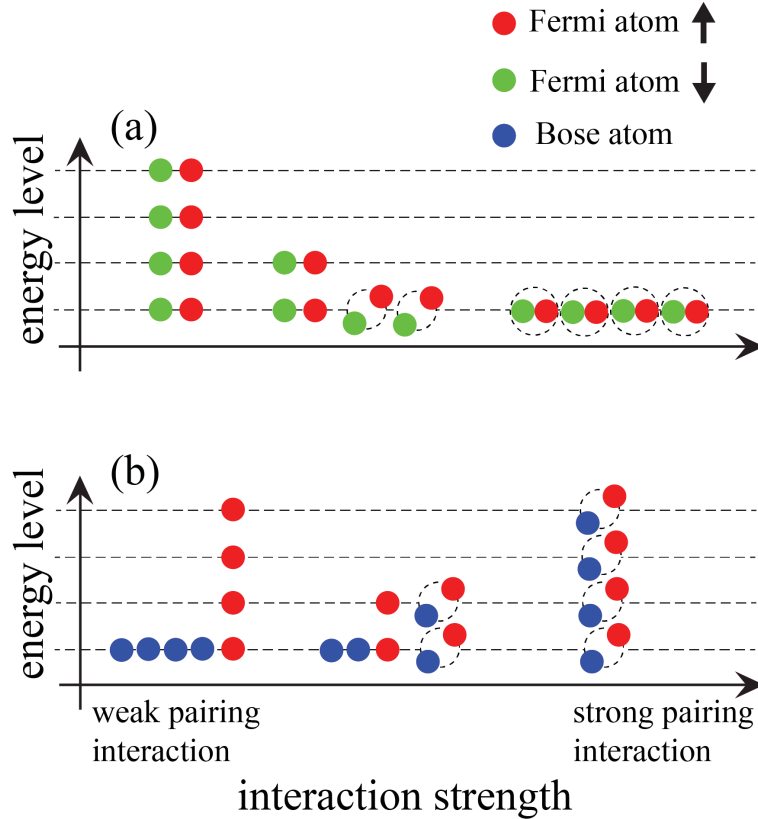 Fermi atom ↑
Fermi atom ↓
Bose atom
(a)
energy level
(b)
energy level
weak pairing
interaction
strong pairing
interaction
interaction strength